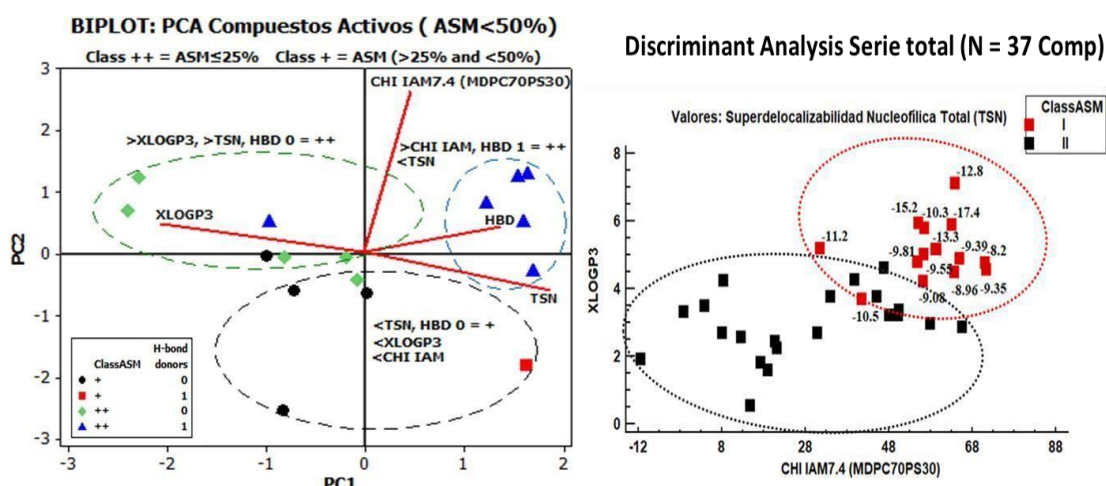 BIPLOT: PCA Compuestos Activos ( ASM<50%)
Class ++ = ASM≤25% Class + = ASM (>25% and <50%)
CHI IAM7.4 (MDPC70PS30)
>XLOGP3, >TSN, HBD 0 = ++
>CHI IAM, HBD 1 = ++
<TSN
XLOGP3
HBD
TSN
<TSN, HBD 0 = +
<XLOGP3
<CHI IAM
H-bond
ClassASM donors
+ 0
+ 1
++ 0
++ 1
3
2
1
0
-1
-2
-3
PC2
-3 -2 -1 0 1 2
PC1
Discriminant Analysis Serie total (N = 37 Comp)
Valores: Superdelocalizabilidad Nucleofílica Total (TSN)
ClassASM
I
II
8
6
4
2
0
XLOGP3
-12.8
-15.2 -10.3 -17.4
-11.2
-13.3
-9.81 -9.39 -8.2
-9.55
-9.08 -8.96 -9.35
-10.5
-12 8 28 48 68 88
CHI IAM7.4 (MDPC70PS30)